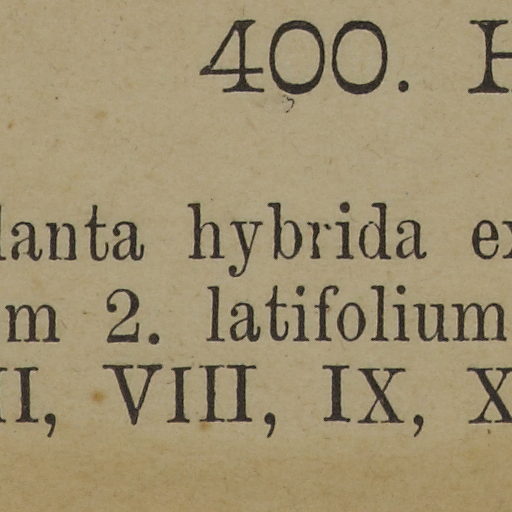 400. H
lanta hybrida ex
m 2. latifolium
II, VIII, IX, X